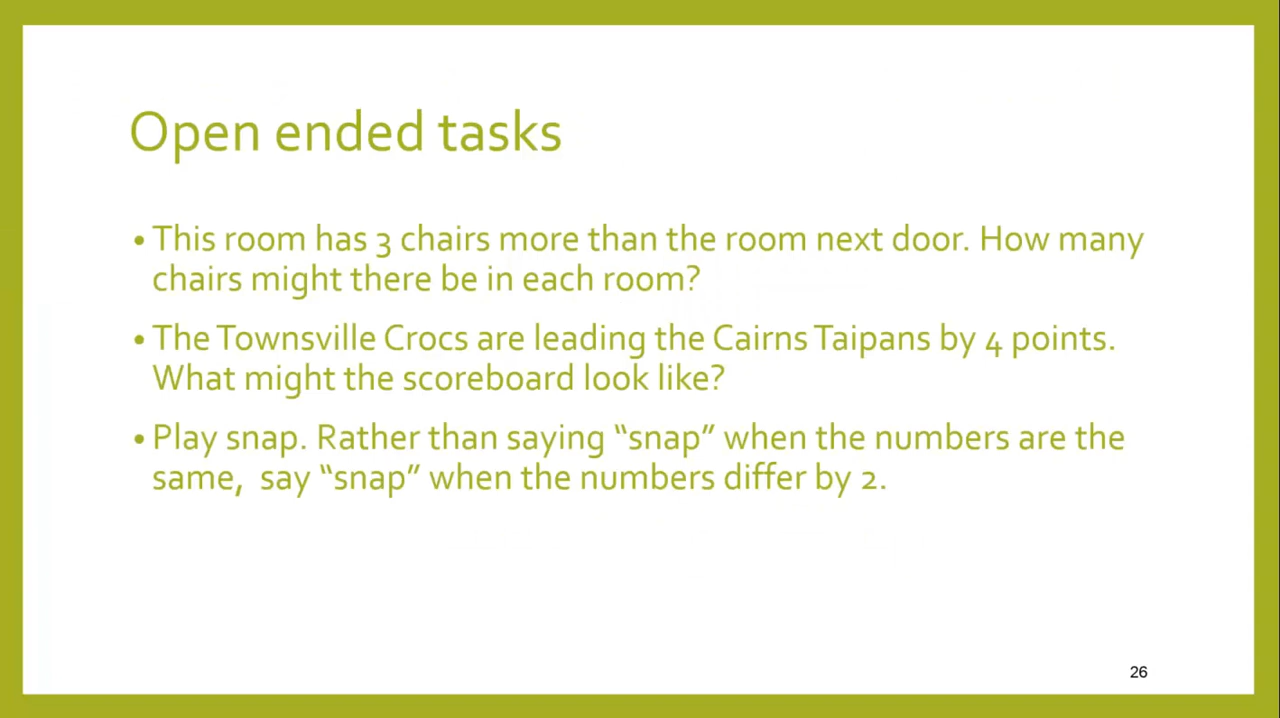 Open ended tasks
• This room has 3 chairs more than the room next door. How many
chairs might there be in each room?
• The Townsville Crocs are leading the Cairns Taipans by 4 points.
What might the scoreboard look like?
• Play snap. Rather than saying “snap” when the numbers are the
same,  say “snap” when the numbers differ by 2.
26